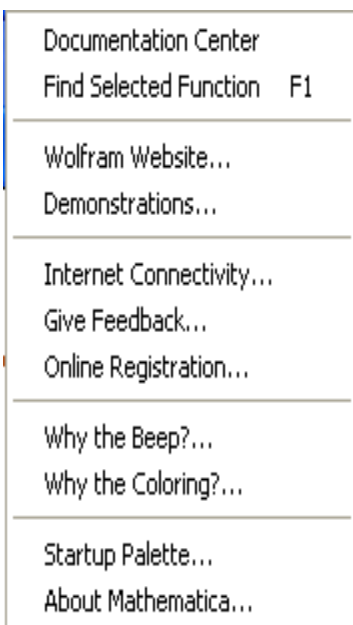 Documentation Center
Find Selected Function F1
Wolfram Website...
Demonstrations...
Internet Connectivity...
Give Feedback...
Online Registration...
Why the Beep?...
Why the Coloring?...
Startup Palette...
About Mathematica...